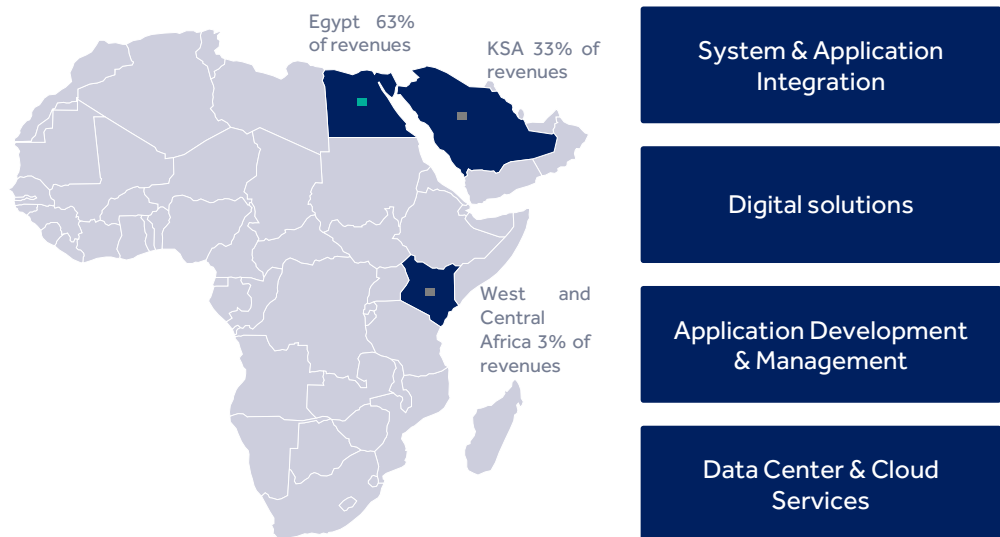 Egypt 63%
of revenues
KSA 33% of
revenues
West and
Central
Africa 3% of
revenues
System & Application
Integration
Digital solutions
Application Development
& Management
Data Center & Cloud
Services